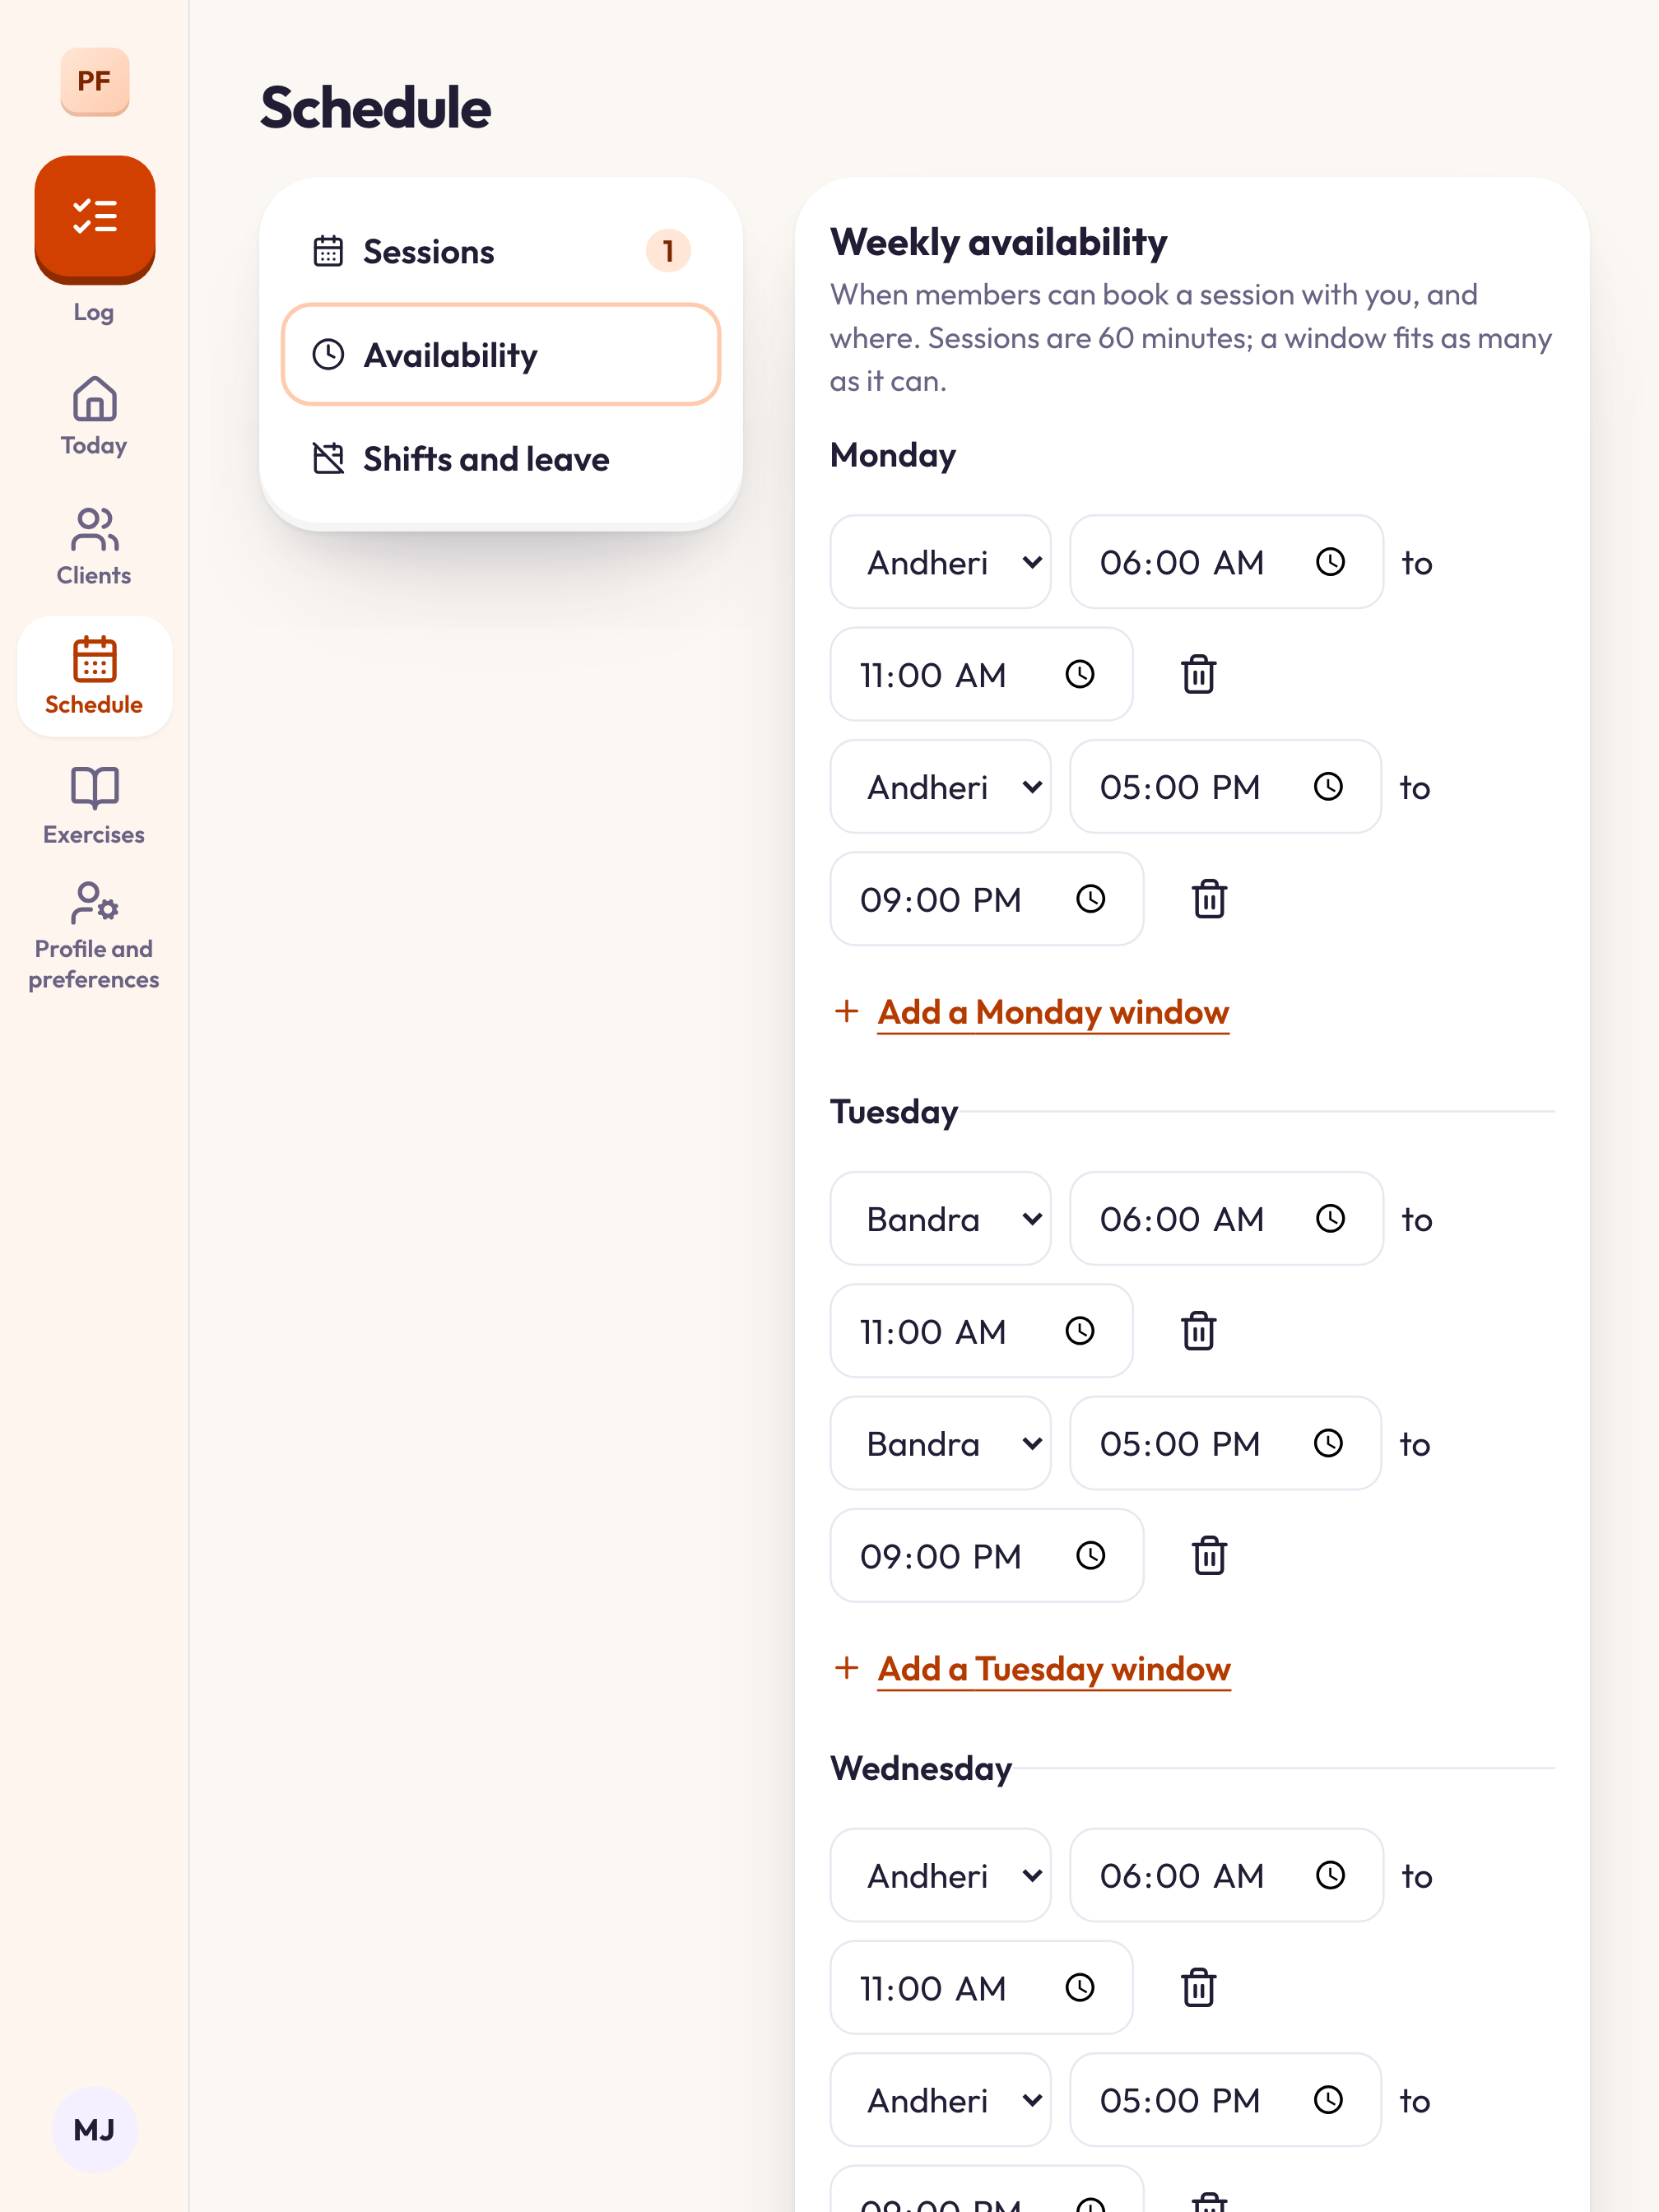 PF
Log
Today
Clients
Schedule
Exercises
Profile and
preferences
MJ
Schedule
Sessions 1
Availability
Shifts and leave
Weekly availability
When members can book a session with you, and
where. Sessions are 60 minutes; a window fits as many
as it can.
Monday
Andheri 06:00 AM to
11:00 AM
Andheri 05:00 PM to
09:00 PM
+ Add a Monday window
Tuesday
Bandra 06:00 AM to
11:00 AM
Bandra 05:00 PM to
09:00 PM
+ Add a Tuesday window
Wednesday
Andheri 06:00 AM to
11:00 AM
Andheri 05:00 PM to
09:00 PM